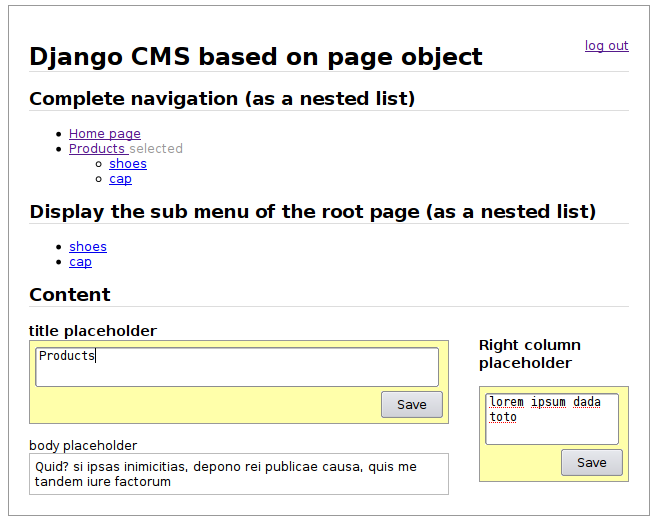 log out
Django CMS based on page object
Complete navigation (as a nested list)
Home page
Products selected
shoes
cap
Display the sub menu of the root page (as a nested list)
shoes
cap
Content
title placeholder
Products
Save
body placeholder
Quid? si ipsas inimicitias, depono rei publicae causa, quis me
tandem iure factorum
Right column
placeholder
lorem ipsum dada
toto
Save